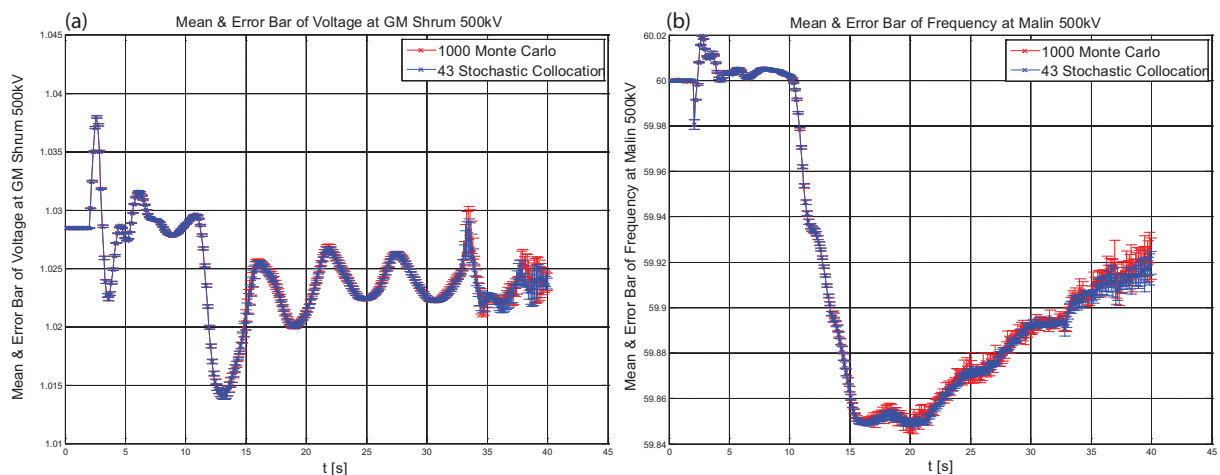 (a)
Mean & Error Bar of Voltage at GM Shrum 500kV
1000 Monte Carlo
43 Stochastic Collocation
Mean & Error Bar of Voltage at GM Shrum 500kV
1.045
1.04
1.035
1.03
1.025
1.02
1.015
1.01
0 5 10 15 20 25 30 35 40 45
t [s]
(b)
Mean & Error Bar of Frequency at Malin 500kV
1000 Monte Carlo
43 Stochastic Collocation
Mean & Error Bar of Frequency at Malin 500kV
60.02
60
59.98
59.96
59.94
59.92
59.9
59.88
59.86
59.84
0 5 10 15 20 25 30 35 40 45
t [s]